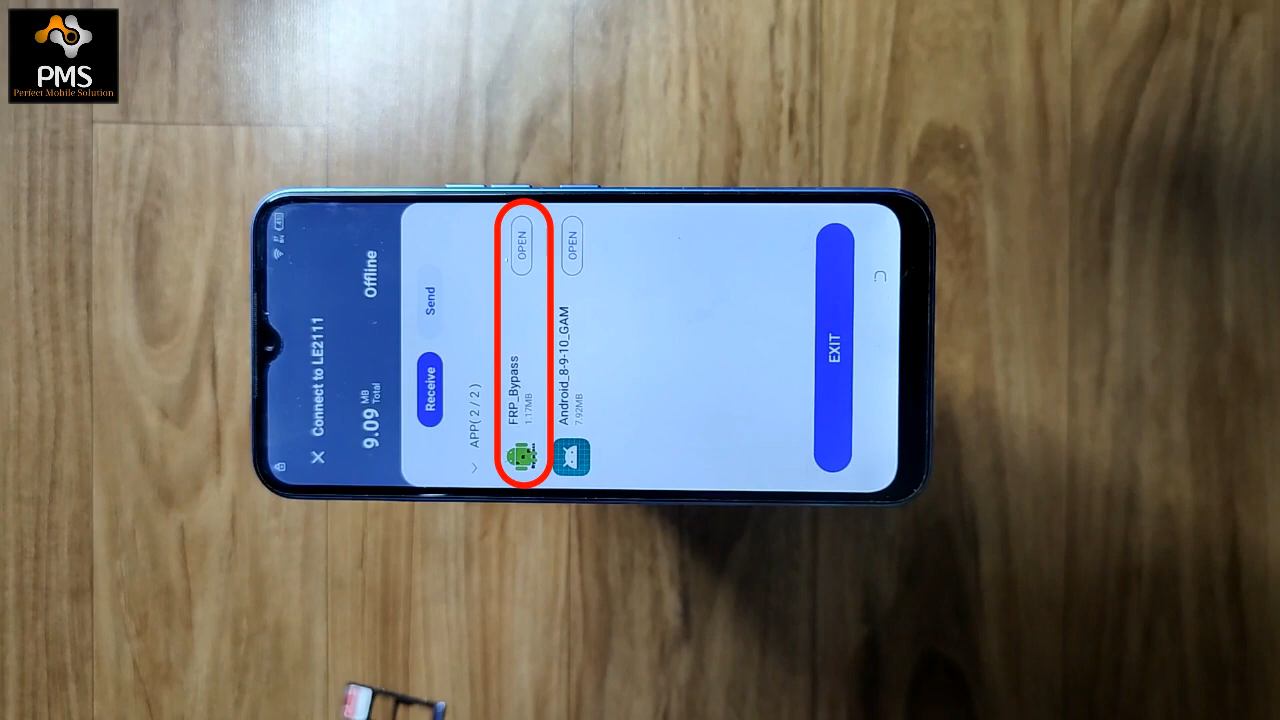 PMS
Perfect Mobile Solution
Connect to LE2111
9.09 MB
Total
Offline
Receive
Send
APP( 2 / 2 )
FRP_Bypass
1.17MB
OPEN
Android_8-9-10_GAM
7.92MB
OPEN
EXIT